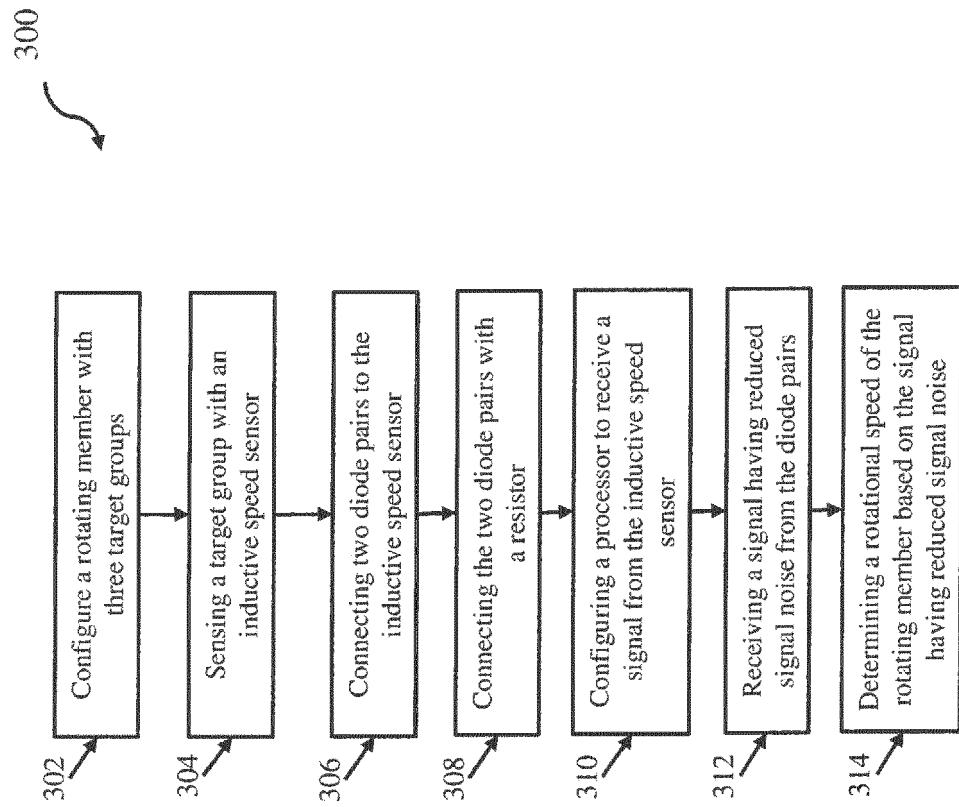 300
302
Configure a rotating member with
three target groups
304
Sensing a target group with an
inductive speed sensor
306
Connecting two diode pairs to the
inductive speed sensor
308
Connecting the two diode pairs with
a resistor
310
Configuring a processor to receive a
signal from the inductive speed
sensor
312
Receiving a signal having reduced
signal noise from the diode pairs
314
Determining a rotational speed of the
rotating member based on the signal
having reduced signal noise